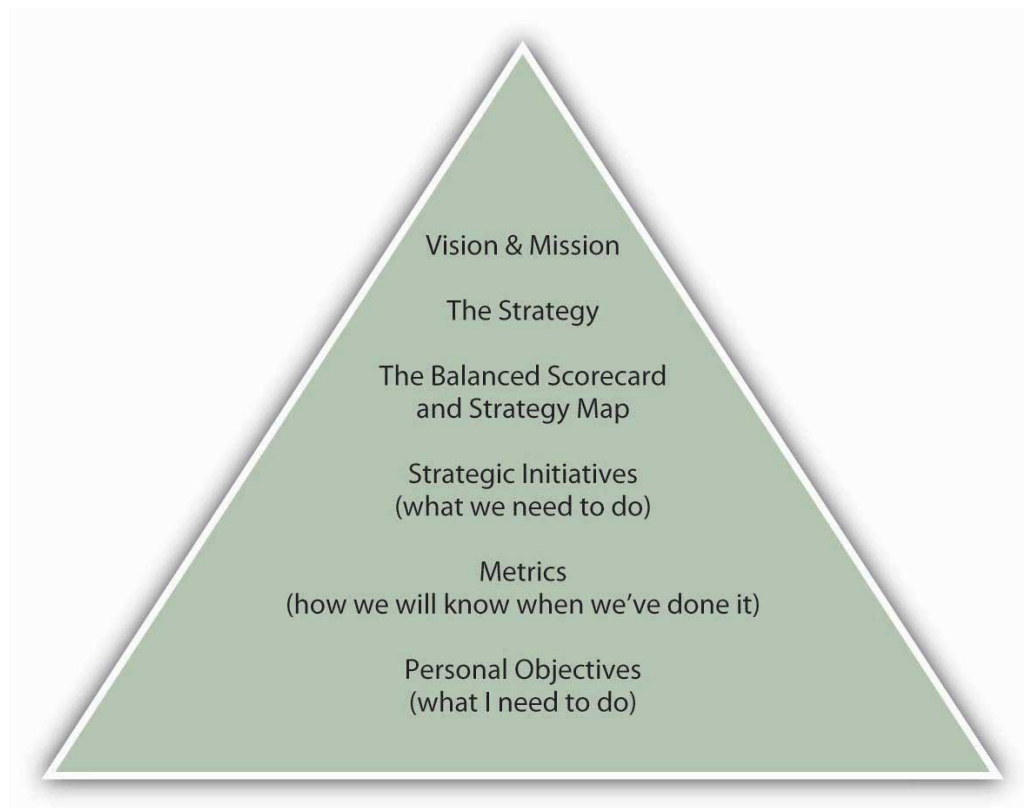 Vision & Mission
The Strategy
The Balanced Scorecard
and Strategy Map
Strategic Initiatives
(what we need to do)
Metrics
(how we will know when we’ve done it)
Personal Objectives
(what I need to do)